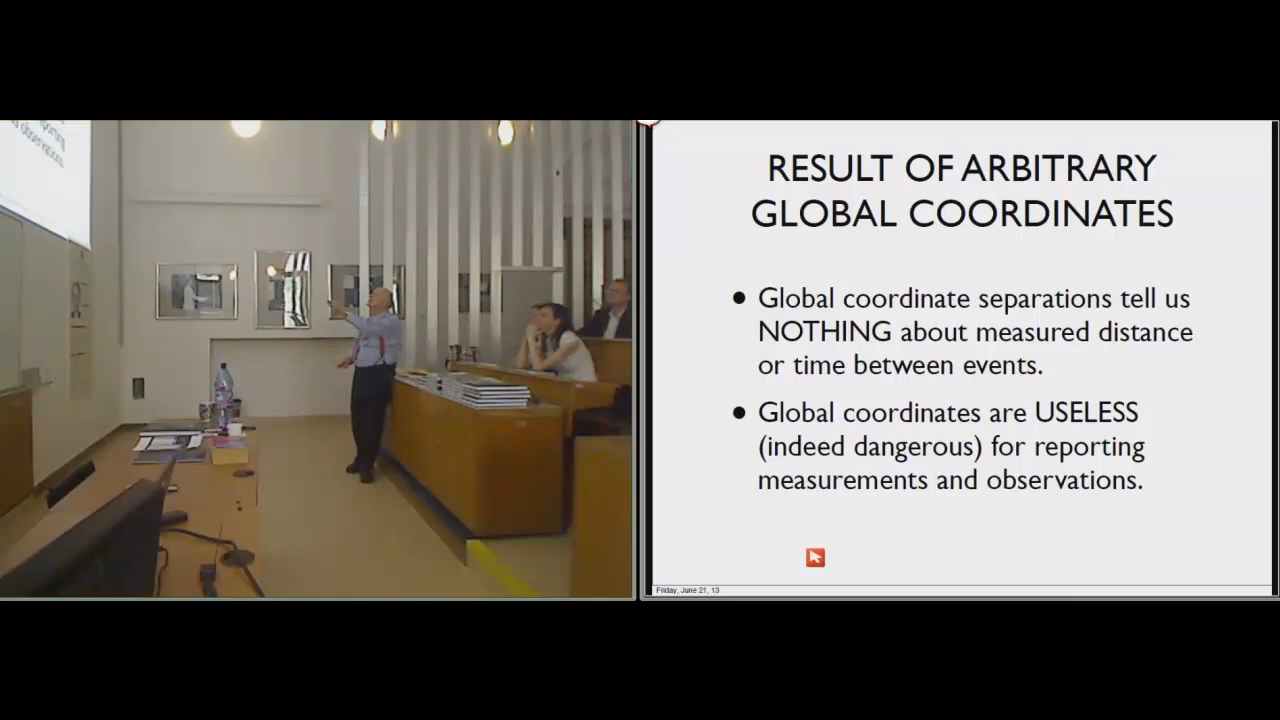 RESULT OF ARBITRARY
GLOBAL COORDINATES
• Global coordinate separations tell us
NOTHING about measured distance
or time between events.
• Global coordinates are USELESS
(indeed dangerous) for reporting
measurements and observations.
Friday, June 21, 13
observations.